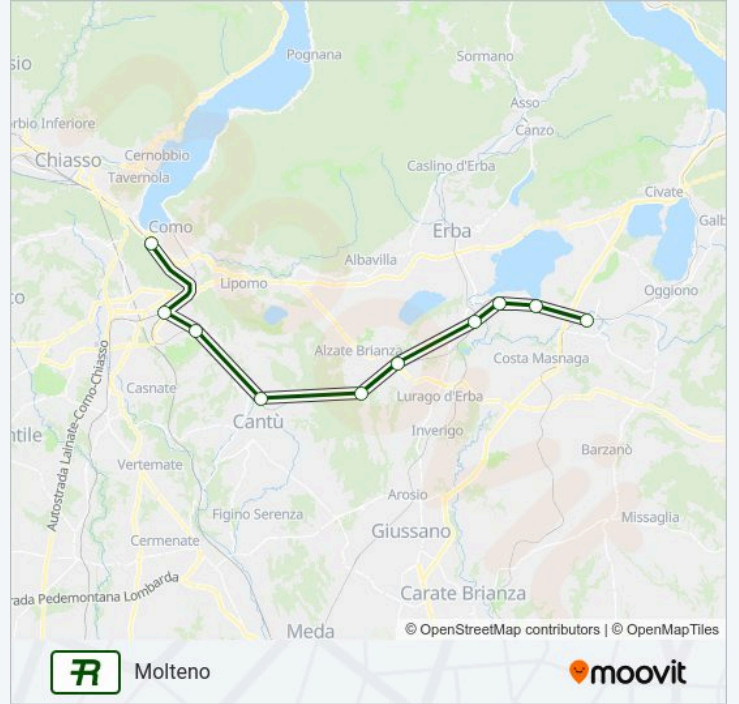 Pognana
Sormano
sio
Asso
Canzo
rbio Inferiore
Chiasso
Cernobbio
Caslino d'Erba
Tavernola
Civate
Como
Galb
Erba
Albavilla
Lipomo
Oggiono
co
Alzate Brianza
Costa Masnaga
Casnate
Lurago d'Erba
Cantù
Inverigo
ntile
Autostrada Lainate-Como-Chiasso
Barzanò
Vertemate
Arosio
Figino Serenza
Missaglia
Giussano
Cermenate
rada Pedemontana Lombarda
Carate Brianza
Meda
© OpenStreetMap contributors | © OpenMapTiles
R Molteno
moovit